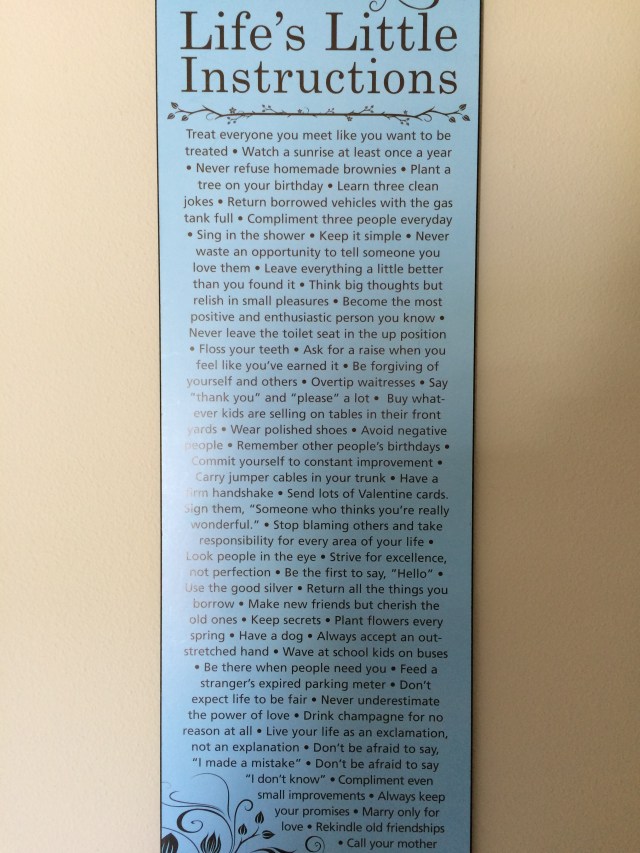 Life's Little
Instructions
Treat everyone you meet like you want to be
treated • Watch a sunrise at least once a year
• Never refuse homemade brownies • Plant a
tree on your birthday • Learn three clean
jokes • Return borrowed vehicles with the gas
tank full • Compliment three people everyday
• Sing in the shower • Keep it simple • Never
waste an opportunity to tell someone you
love them • Leave everything a little better
than you found it • Think big thoughts but
relish in small pleasures • Become the most
positive and enthusiastic person you know •
Never leave the toilet seat in the up position
• Floss your teeth • Ask for a raise when you
feel like you've earned it • Be forgiving of
yourself and others • Overtip waitresses • Say
"thank you" and "please" a lot • Buy what-
ever kids are selling on tables in their front
yards • Wear polished shoes • Avoid negative
people • Remember other people's birthdays •
Commit yourself to constant improvement •
Carry jumper cables in your trunk • Have a
firm handshake • Send lots of Valentine cards.
Sign them, "Someone who thinks you're really
wonderful." • Stop blaming others and take
responsibility for every area of your life •
Look people in the eye • Strive for excellence,
not perfection • Be the first to say, "Hello" •
Use the good silver • Return all the things you
borrow • Make new friends but cherish the
old ones • Keep secrets • Plant flowers every
spring • Have a dog • Always accept an out-
stretched hand • Wave at school kids on buses
• Be there when people need you • Feed a
stranger's expired parking meter • Don't
expect life to be fair • Never underestimate
the power of love • Drink champagne for no
reason at all • Live your life as an exclamation,
not an explanation • Don't be afraid to say,
"I made a mistake" • Don't be afraid to say
"I don't know" • Compliment even
small improvements • Always keep
your promises • Marry only for
love • Rekindle old friendships
• Call your mother